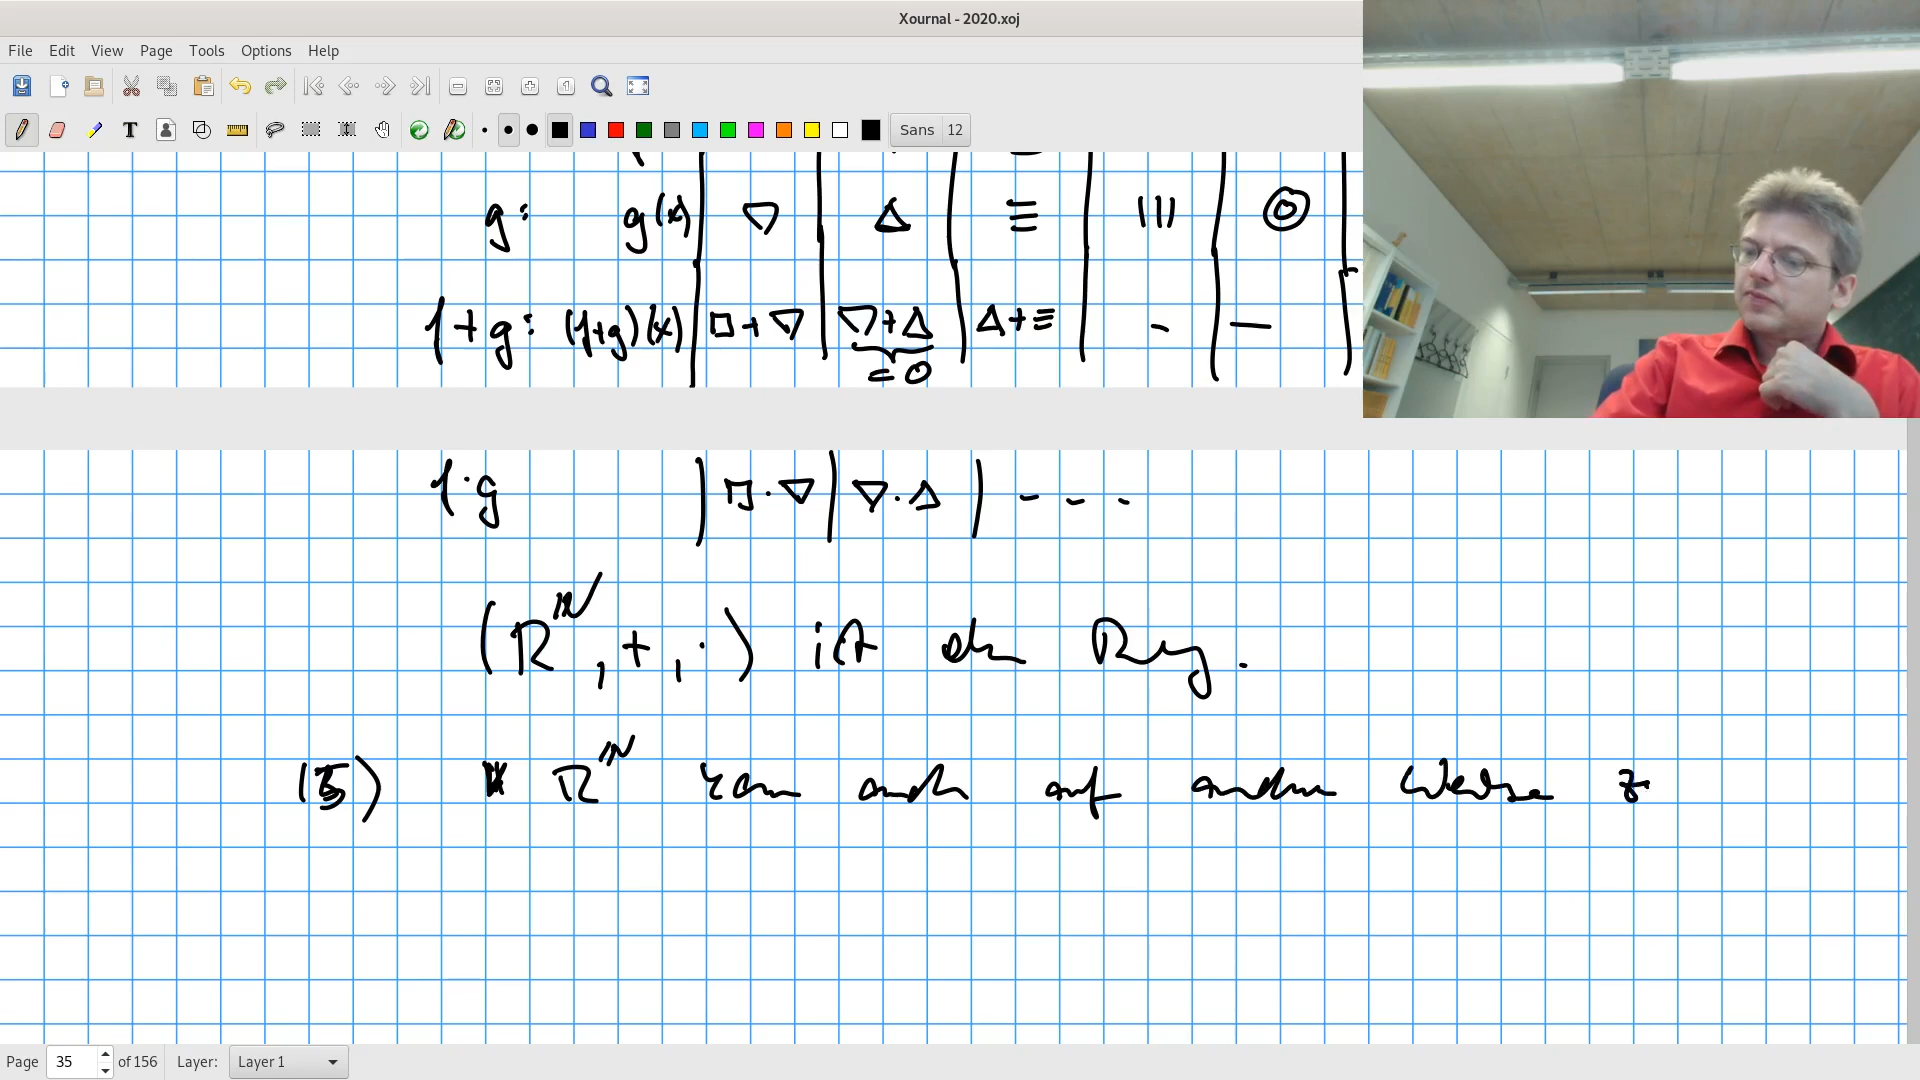 Xournal - 2020.xoj
File Edit View Page Tools Options Help
Sans 12
g: g(x) | ▽ | △ | ≡ | ||| | ◎ |
f+g: (f+g)(x) | □+▽ | ▽+△ | △+≡ | - | — |
= 0
f·g | □·▽ | ▽·△ | - - -
(R^ℕ, +, ·) ist ein Ring.
(5) R^ℕ kann auch auf andere Weise z
Page 35 of 156 Layer: Layer 1